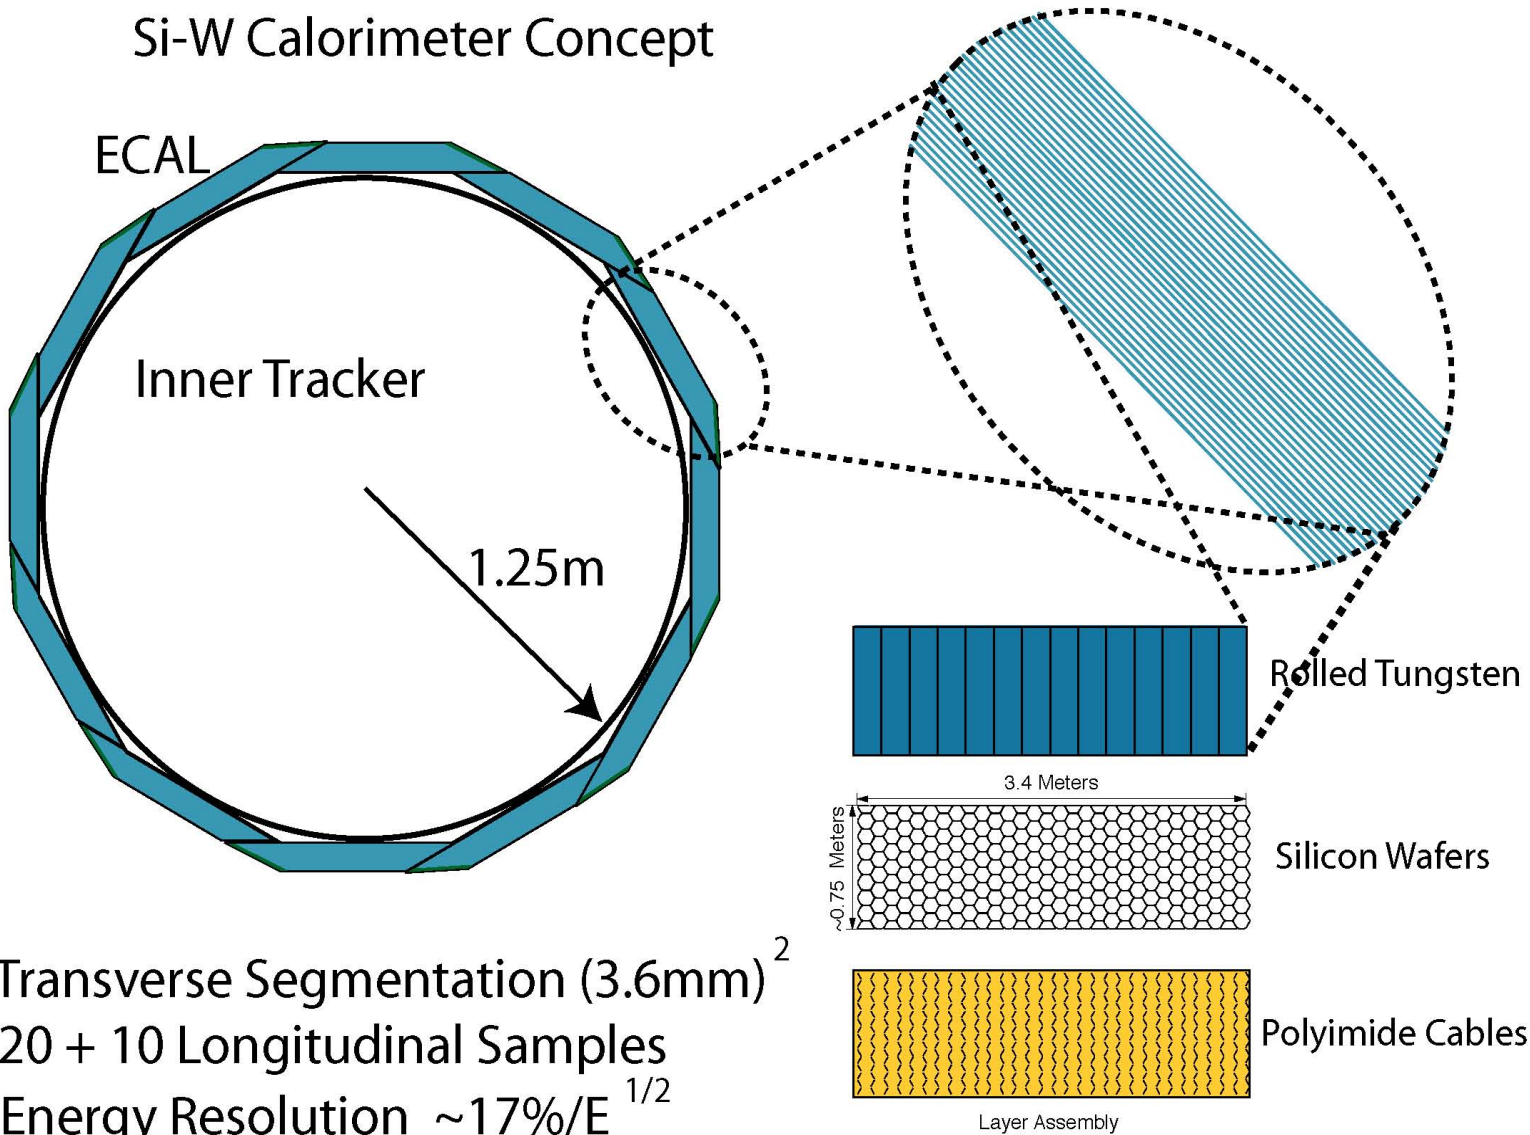 Si-W Calorimeter Concept
ECAL
Inner Tracker
1.25m
Rolled Tungsten
3.4 Meters
~0.75 Meters
Silicon Wafers
Polyimide Cables
Layer Assembly
Transverse Segmentation (3.6mm)²
20 + 10 Longitudinal Samples
Energy Resolution ~17%/E^1/2